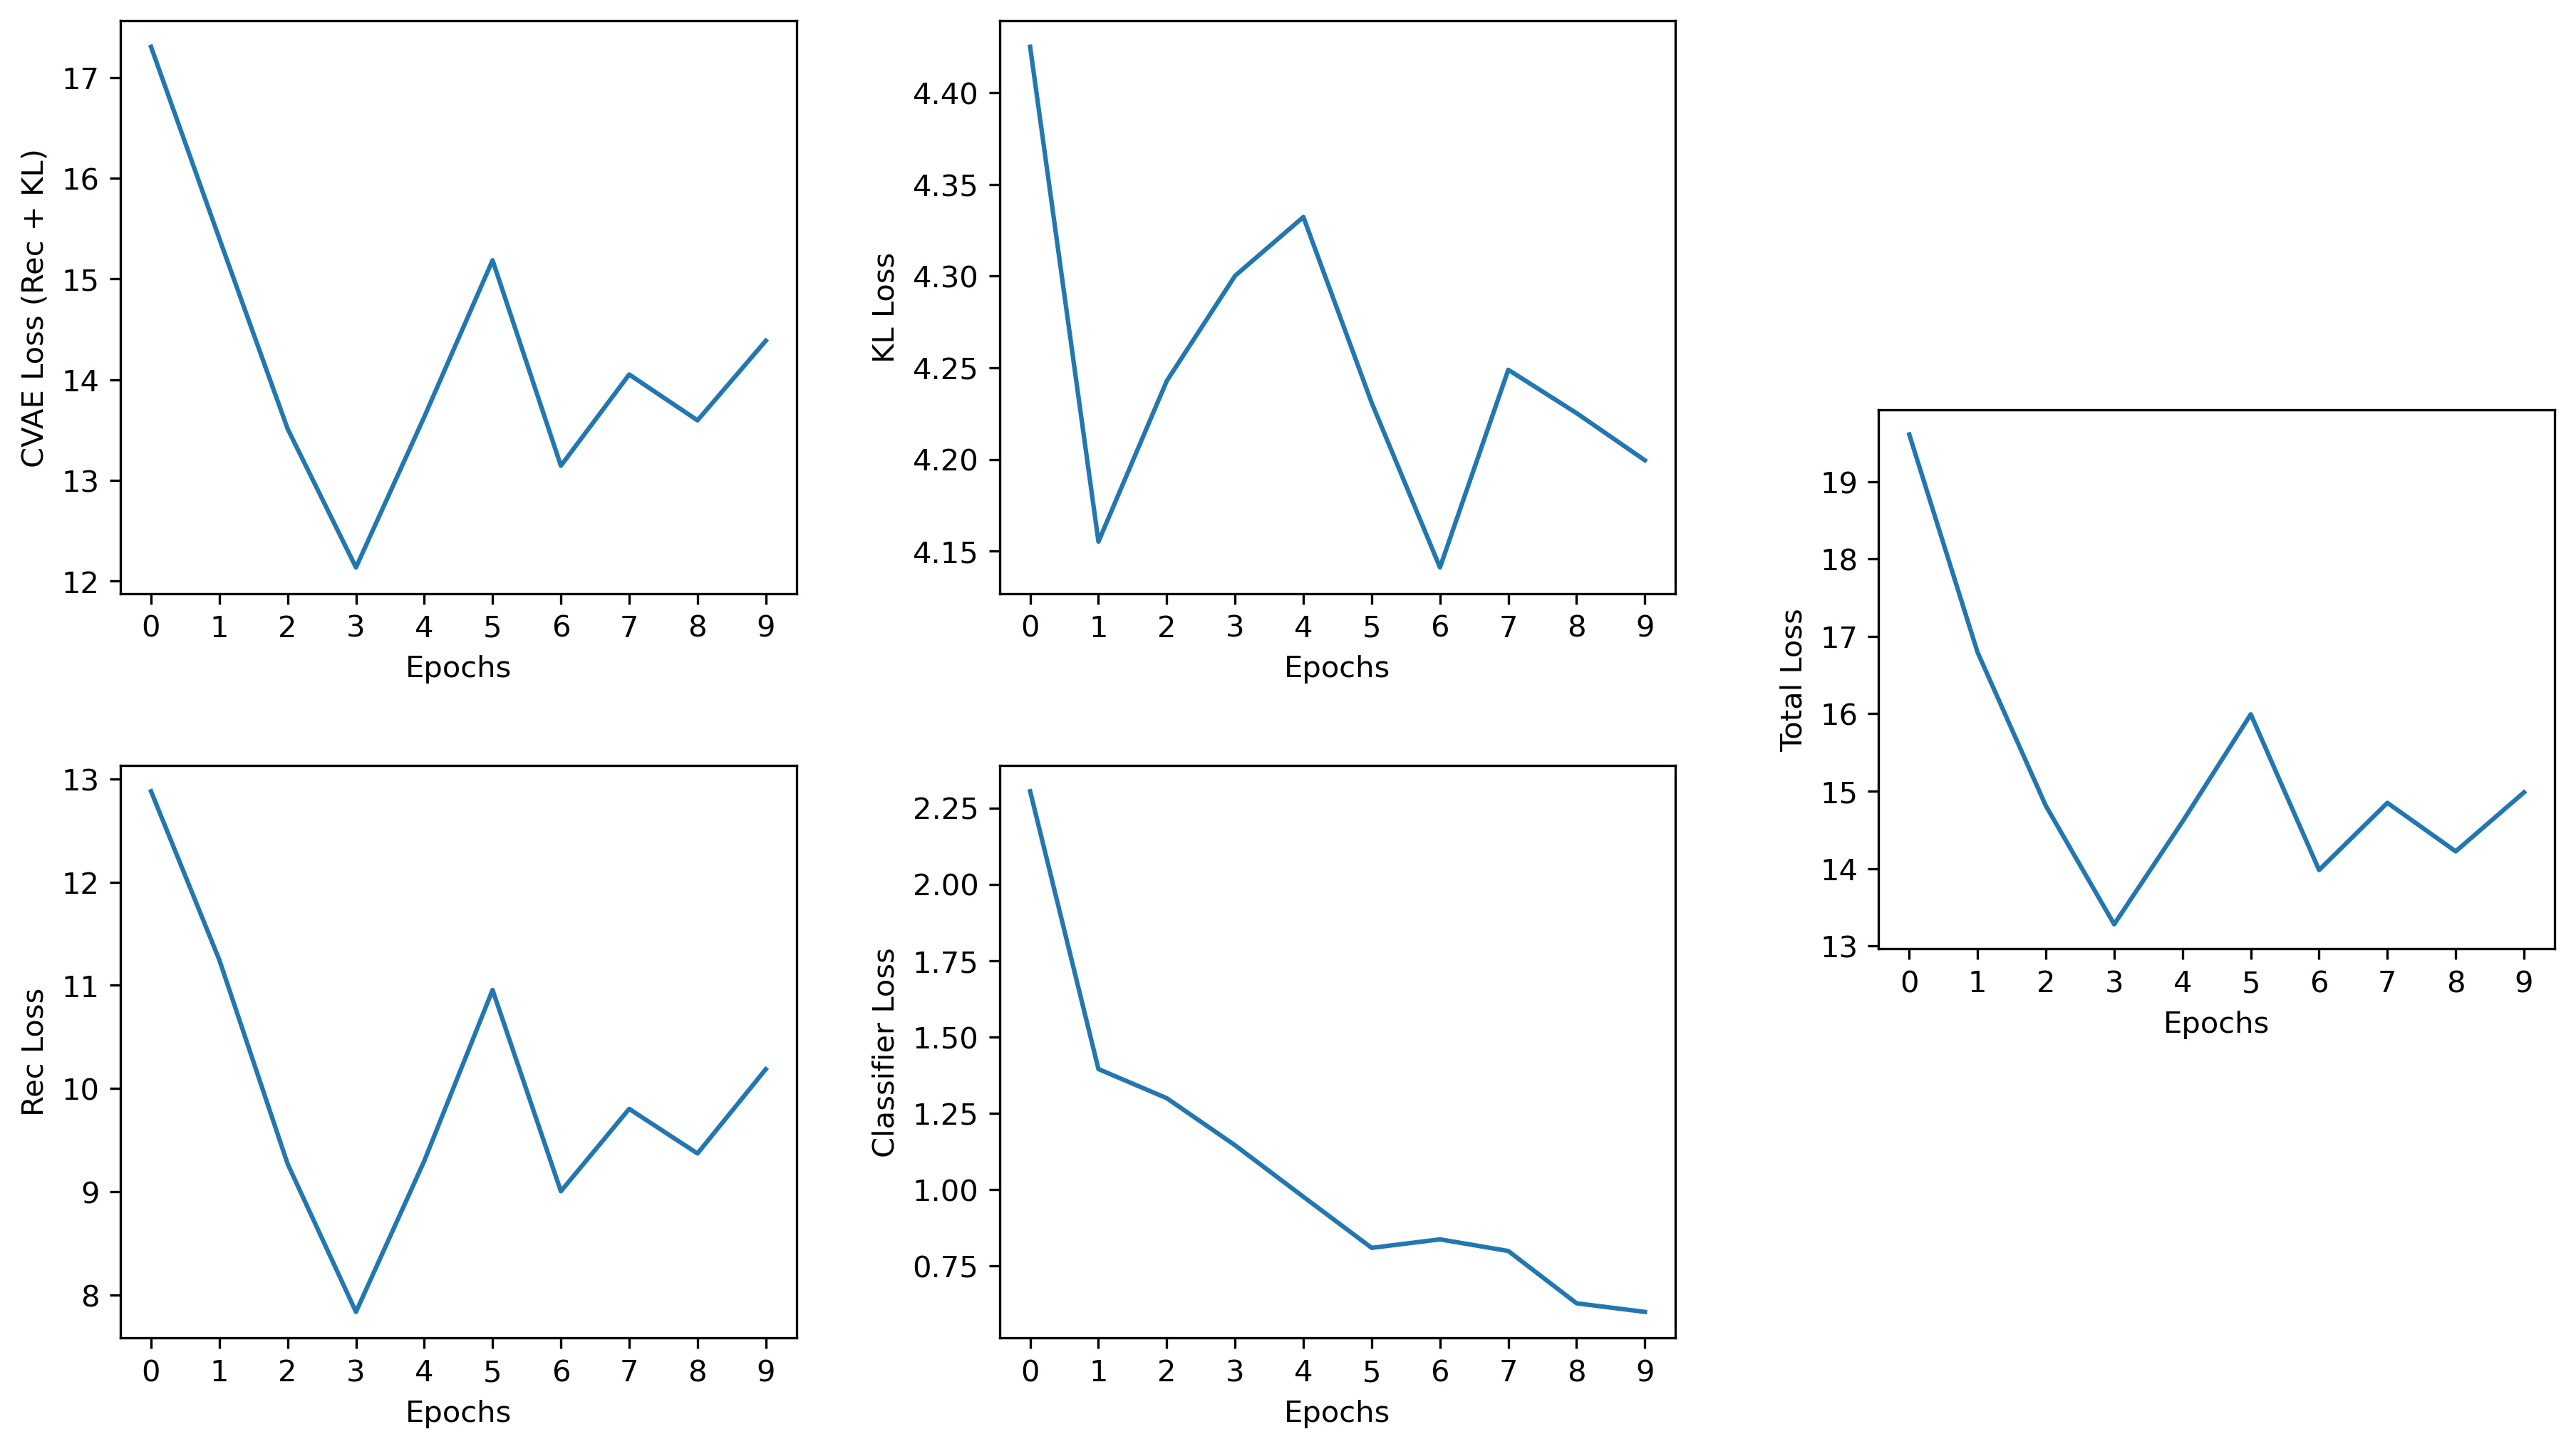 CVAE Loss (Rec + KL)
17
16
15
14
13
12
0 1 2 3 4 5 6 7 8 9
Epochs
KL Loss
4.40
4.35
4.30
4.25
4.20
4.15
0 1 2 3 4 5 6 7 8 9
Epochs
Rec Loss
13
12
11
10
9
8
0 1 2 3 4 5 6 7 8 9
Epochs
Classifier Loss
2.25
2.00
1.75
1.50
1.25
1.00
0.75
0 1 2 3 4 5 6 7 8 9
Epochs
Total Loss
19
18
17
16
15
14
13
0 1 2 3 4 5 6 7 8 9
Epochs